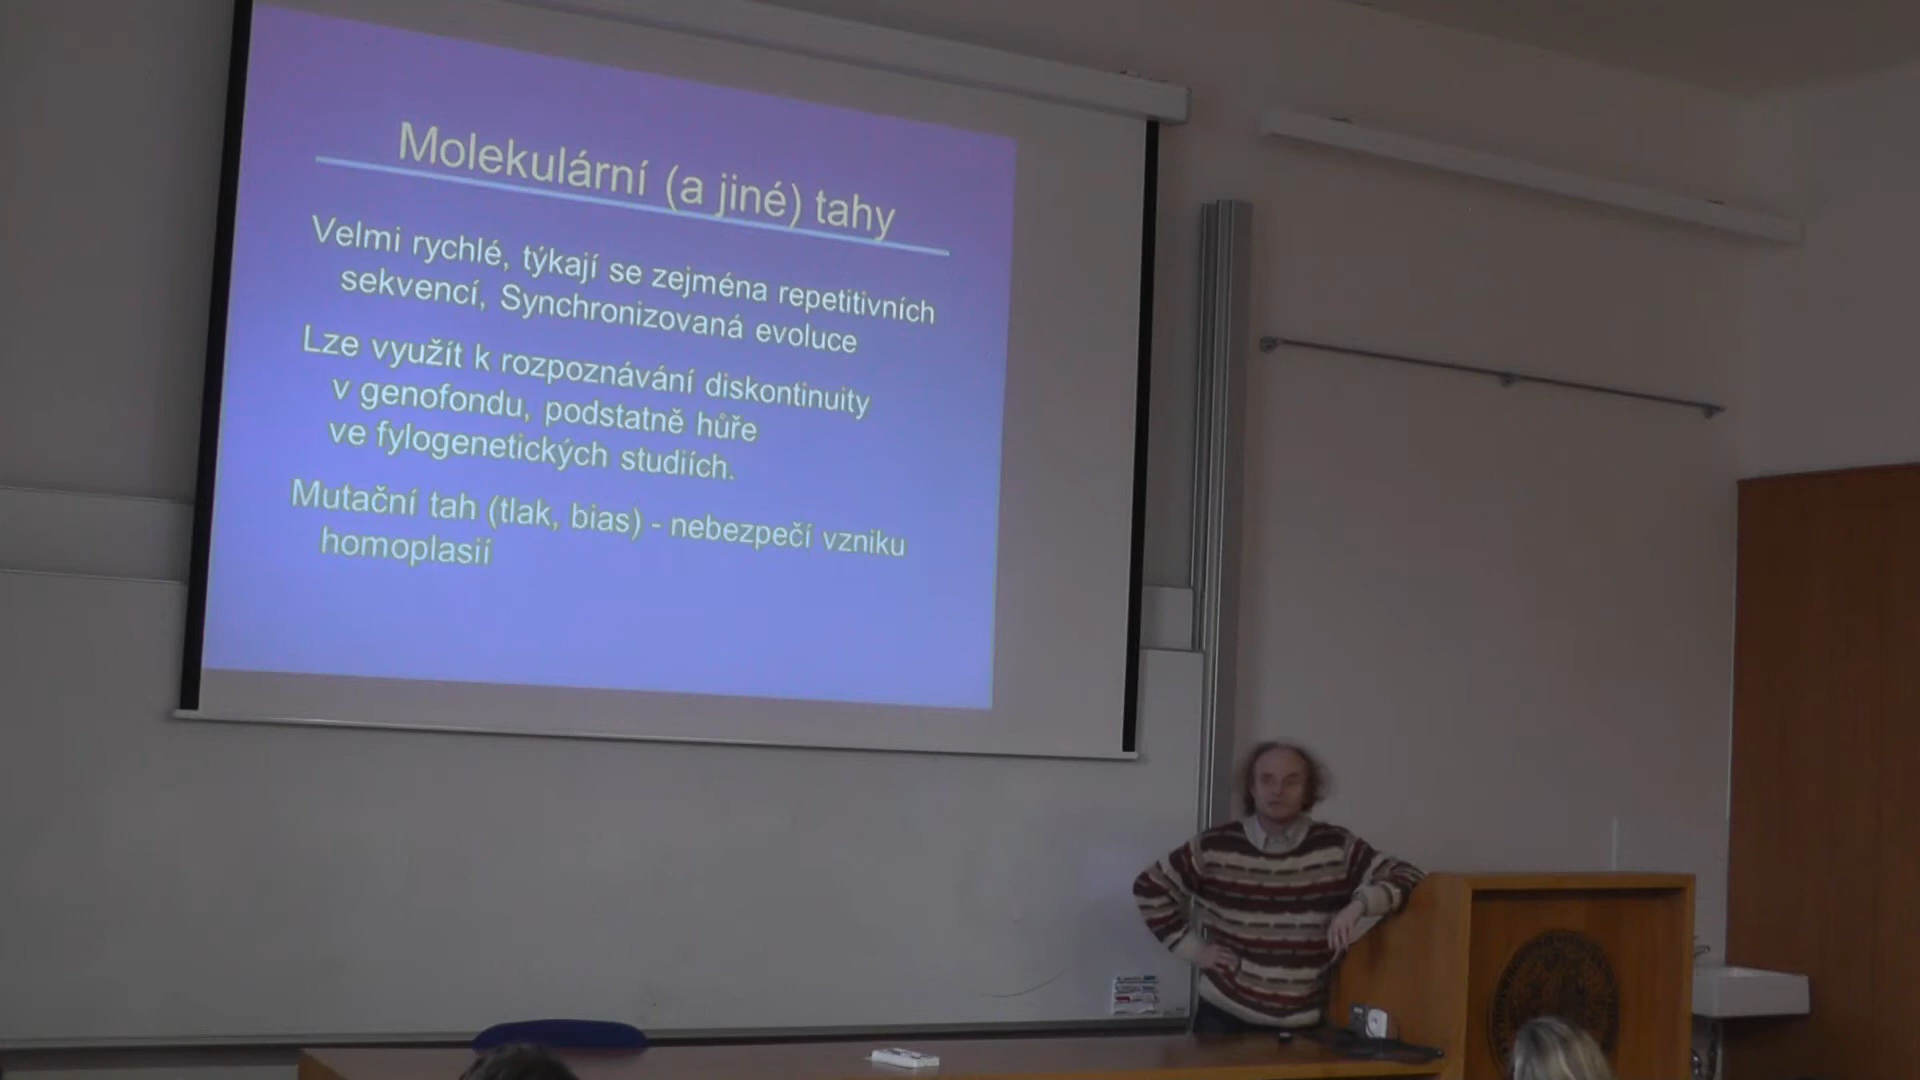 Molekulární (a jiné) tahy
Velmi rychlé, týkají se zejména repetitivních
sekvencí, Synchronizovaná evoluce
Lze využít k rozpoznávání diskontinuity
v genofondu, podstatně hůře
ve fylogenetických studiích.
Mutační tah (tlak, bias) - nebezpečí vzniku
homoplasií